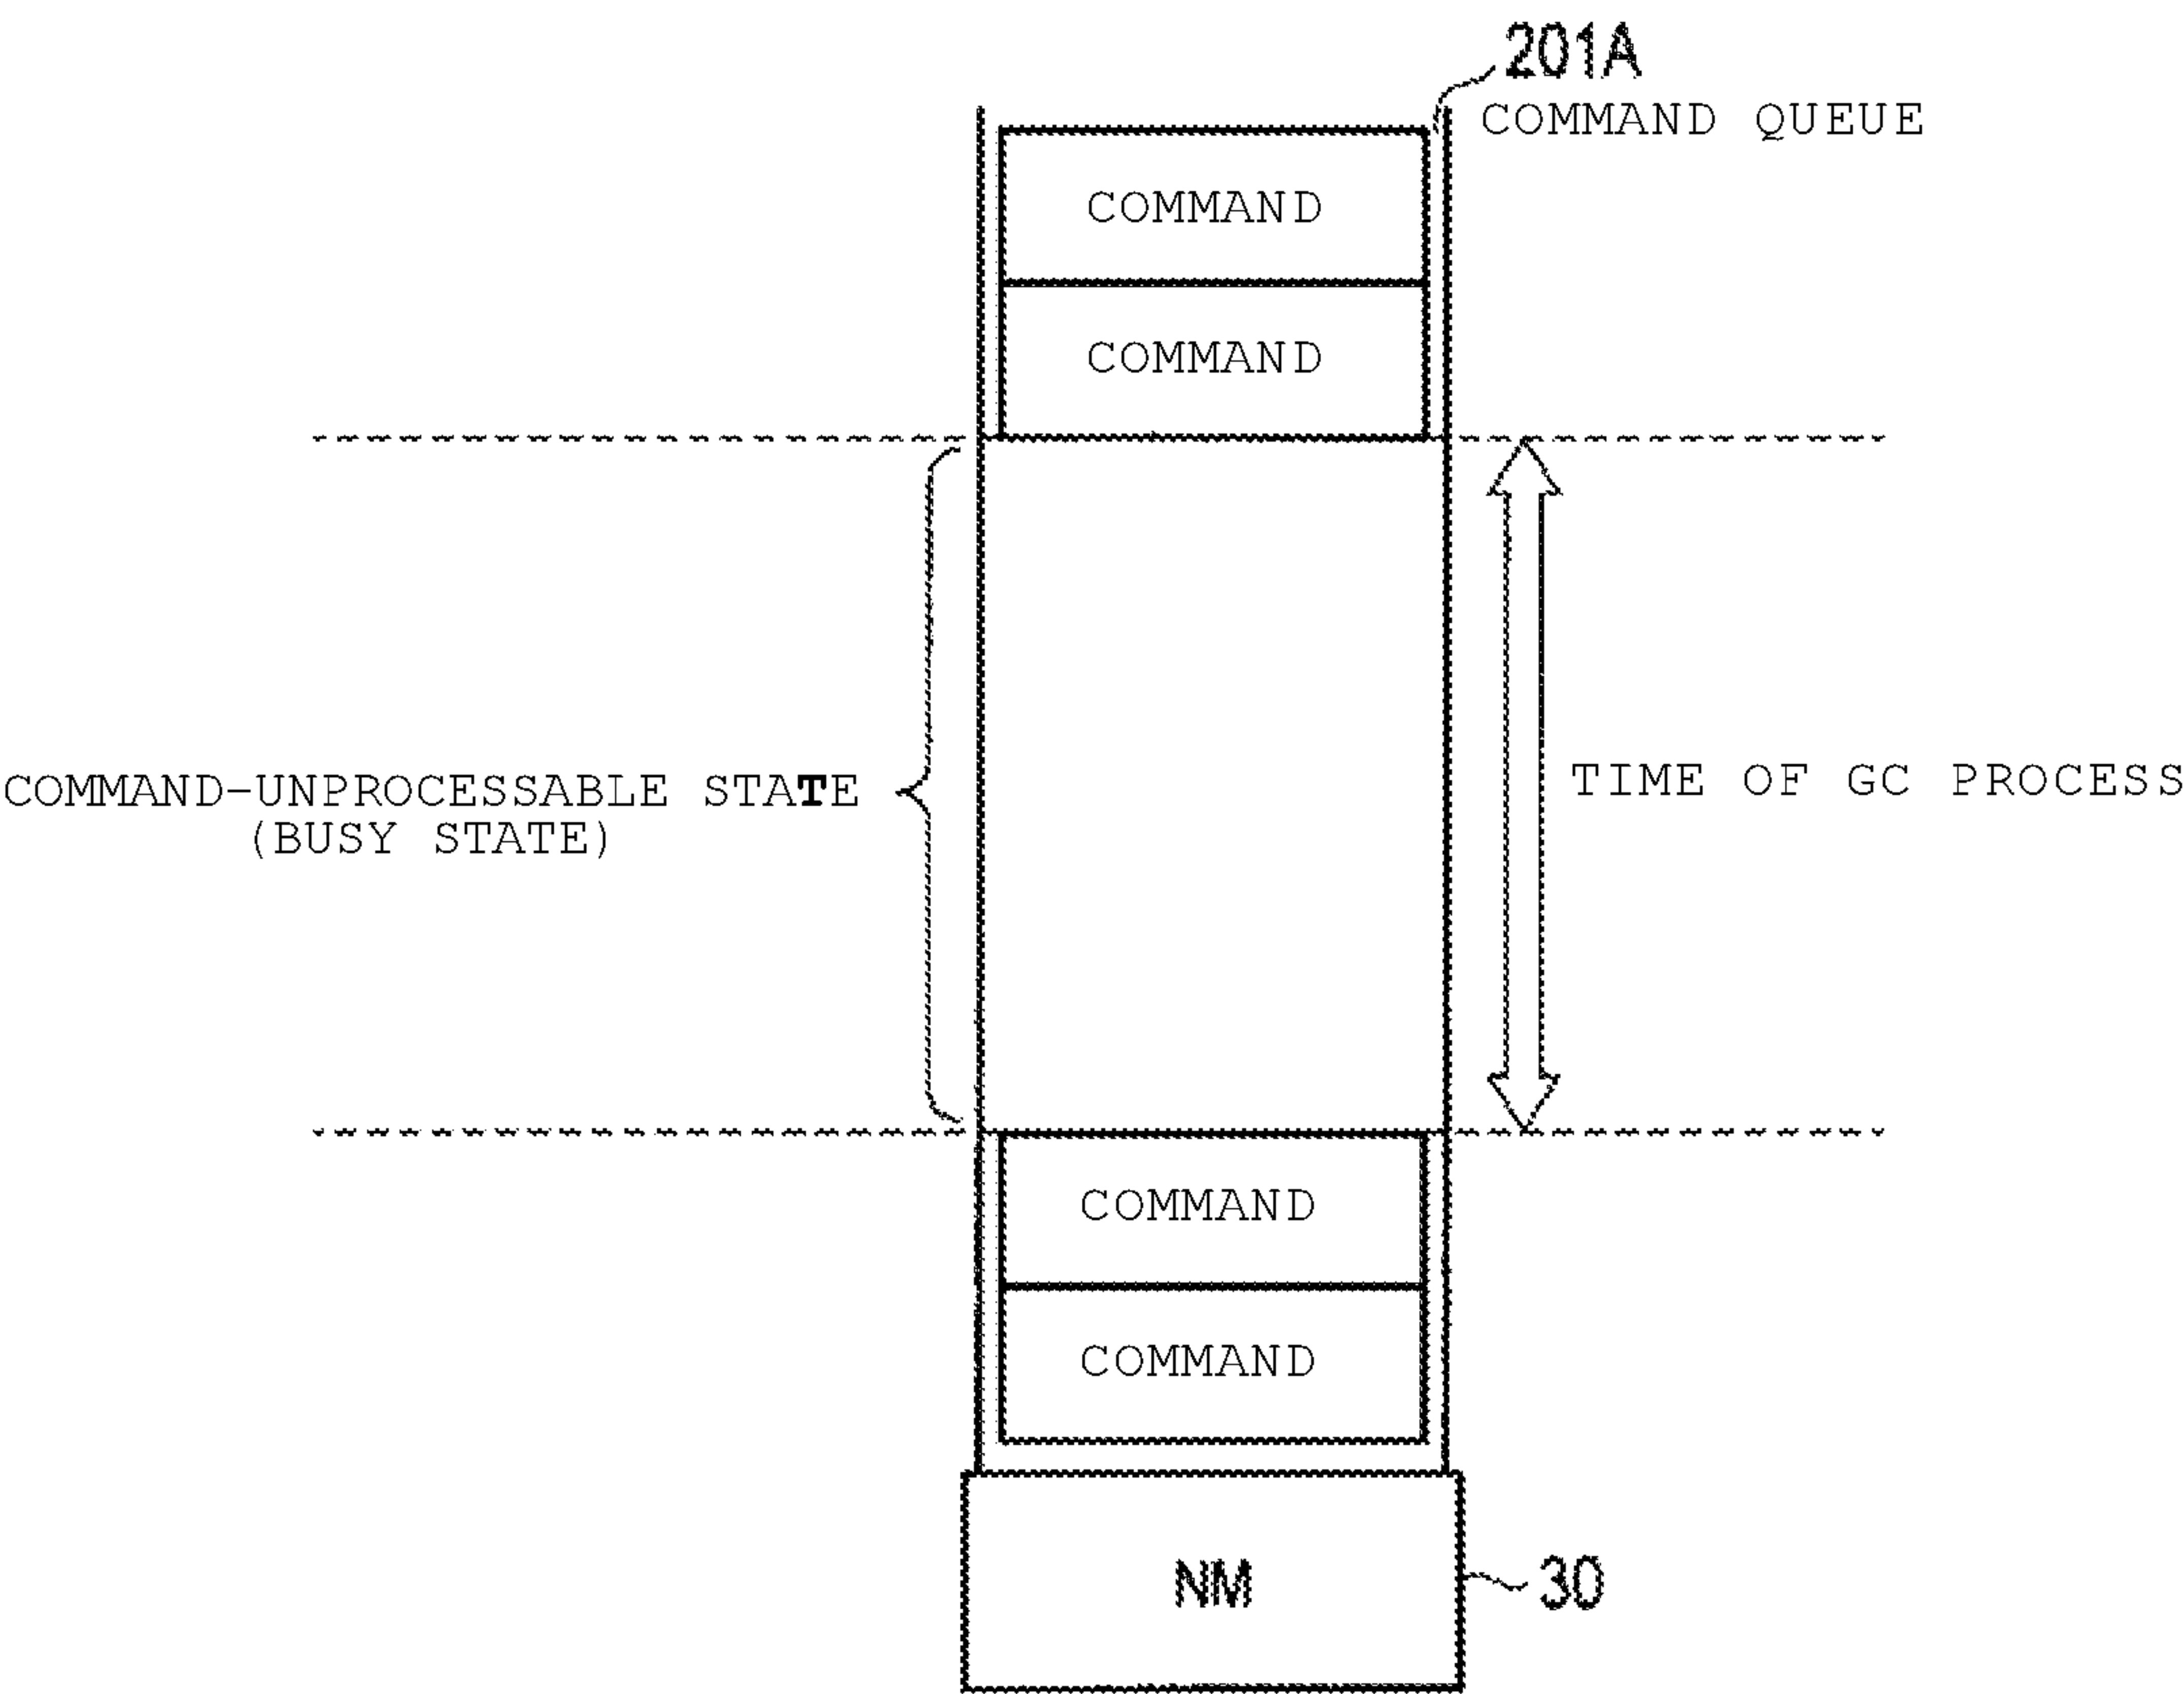 201A
COMMAND QUEUE
COMMAND
COMMAND
COMMAND-UNPROCESSABLE STATE
(BUSY STATE)
TIME OF GC PROCESS
COMMAND
COMMAND
NM
30